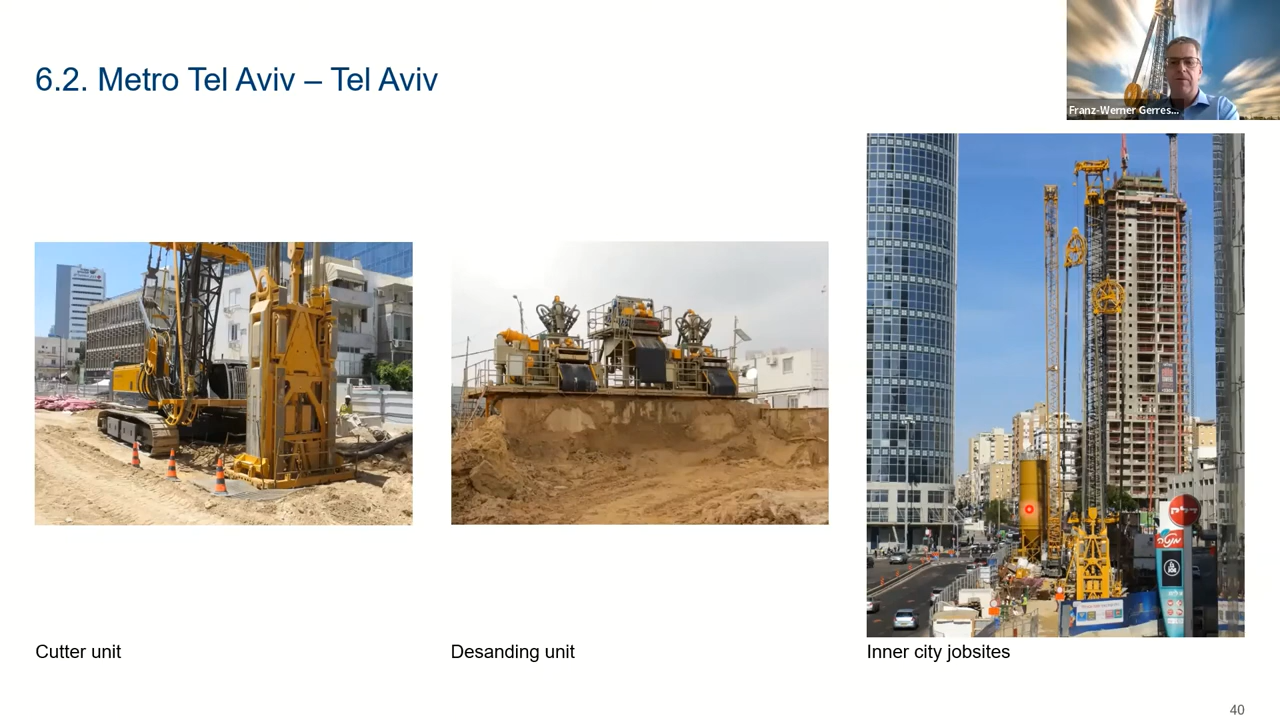 6.2. Metro Tel Aviv – Tel Aviv
Franz-Werner Gerres...
Cutter unit
Desanding unit
Inner city jobsites
40